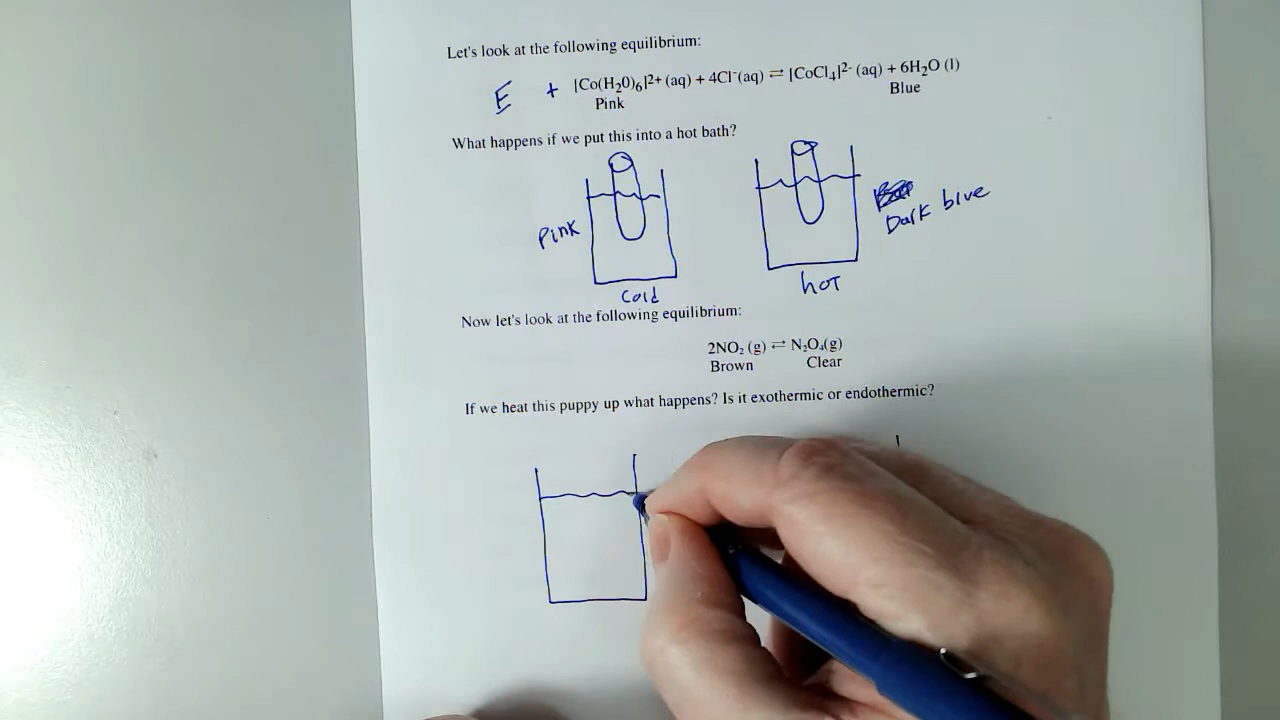 Let's look at the following equilibrium:
E + [Co(H20)6]2+ (aq) + 4Cl-(aq) ⇌ [CoCl4]2- (aq) + 6H2O (l)
Pink Blue
What happens if we put this into a hot bath?
Pink Dark blue
Cold hot
Now let's look at the following equilibrium:
2NO₂ (g) ⇌ N₂O₄(g)
Brown Clear
If we heat this puppy up what happens? Is it exothermic or endothermic?